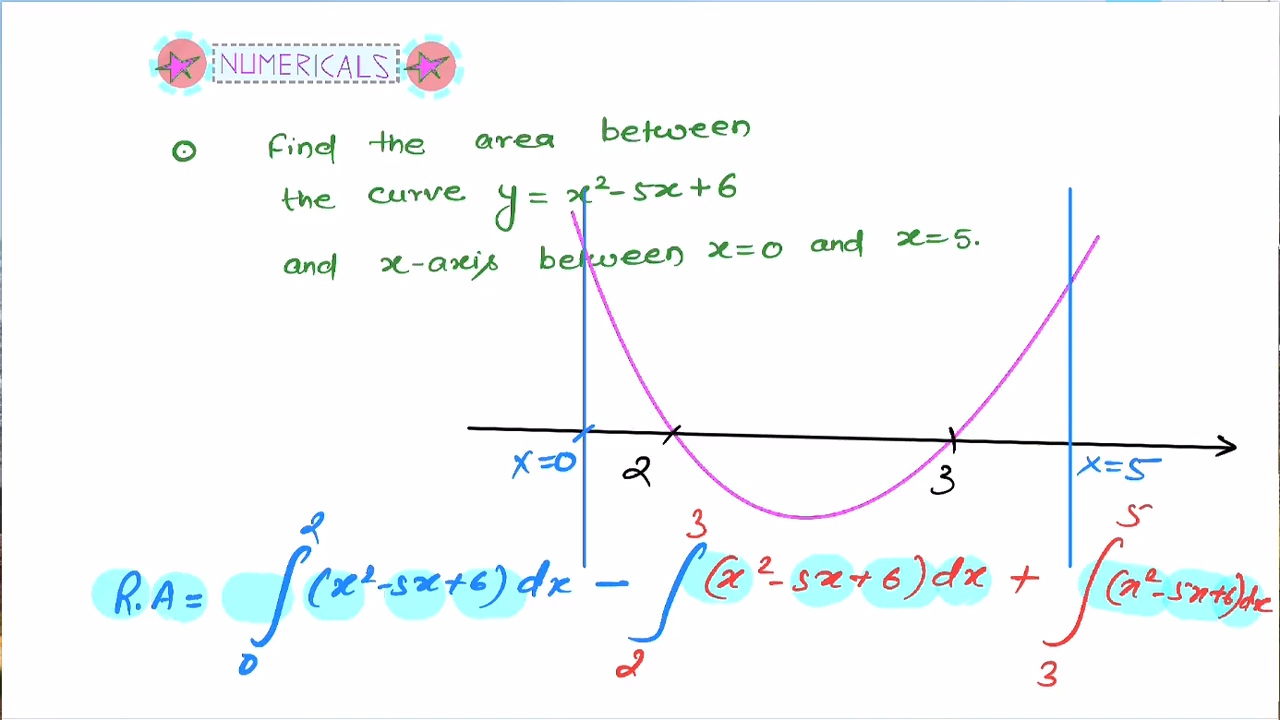 NUMERICALS
Find the area between
the curve y = x²-5x+6
and x-axis between x=0 and x=5.
x=0 2 3 x=5
R.A = ∫₀² (x²-5x+6) dx - ∫₂³ (x²-5x+6) dx + ∫₃⁵ (x²-5x+6) dx